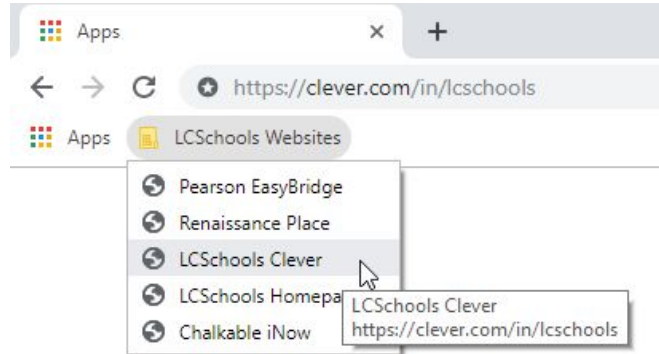 Apps
https://clever.com/in/lcschools
Apps LCSchools Websites
Pearson EasyBridge
Renaissance Place
LCSchools Clever
LCSchools Homepa
Chalkable iNow
LCSchools Clever
https://clever.com/in/lcschools